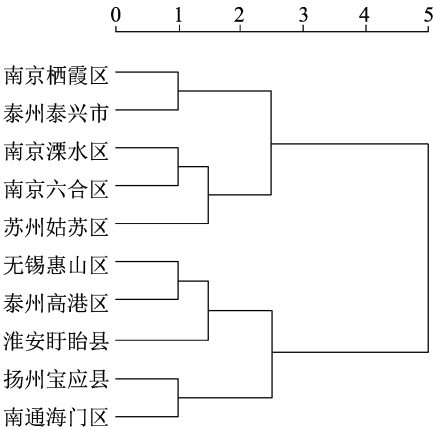 0 1 2 3 4 5
南京栖霞区
泰州泰兴市
南京溧水区
南京六合区
苏州姑苏区
无锡惠山区
泰州高港区
淮安盱眙县
扬州宝应县
南通海门区